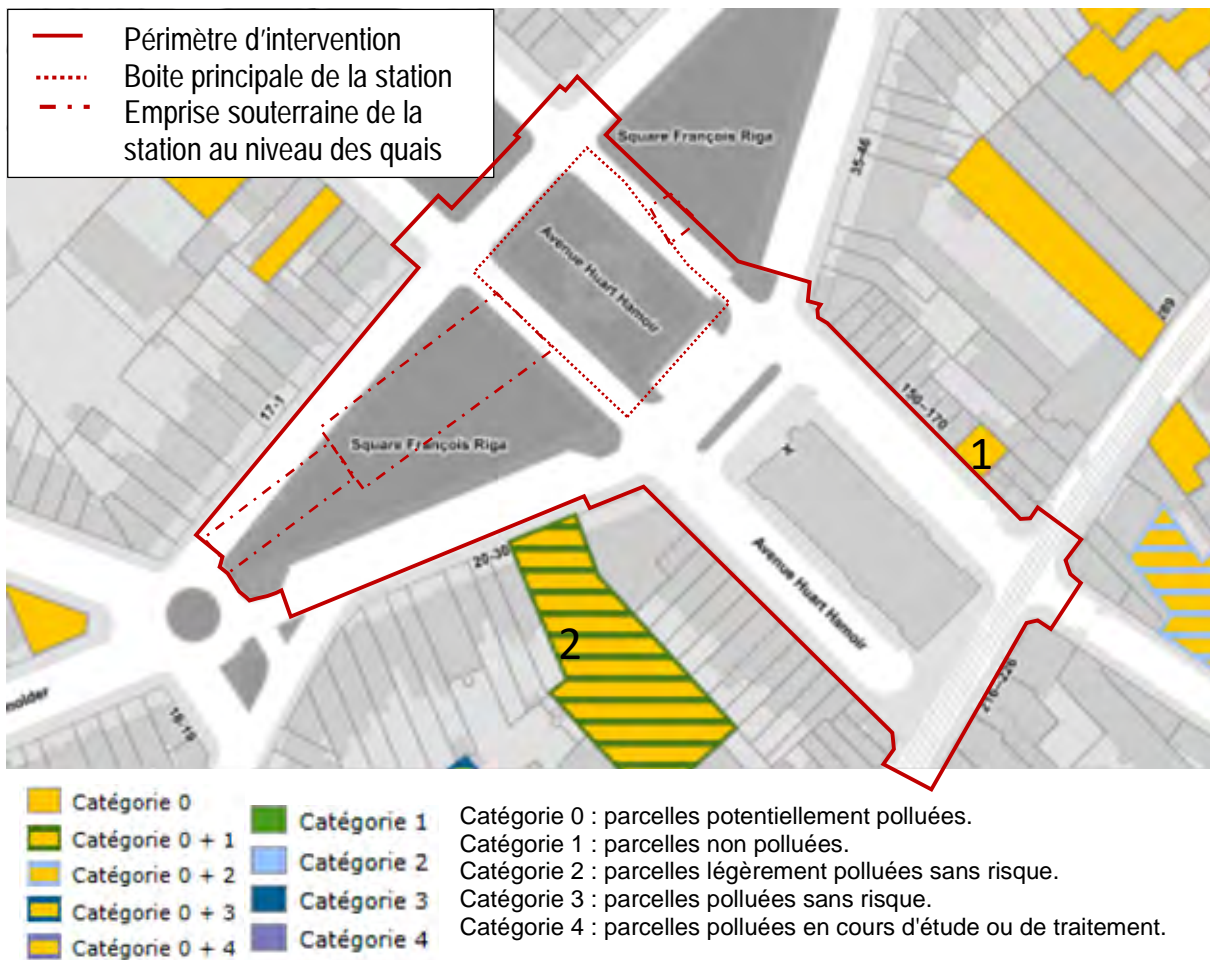 Périmètre d'intervention
Boite principale de la station
Emprise souterraine de la
station au niveau des quais
Square François Riga
35-46
Avenue Huart Hamoir
289
17-1
150-170
1
Square François Riga
20-30
Avenue Huart Hamoir
2
216-226
noolder
18-19
Catégorie 0
Catégorie 0 + 1
Catégorie 0 + 2
Catégorie 0 + 3
Catégorie 0 + 4
Catégorie 1
Catégorie 2
Catégorie 3
Catégorie 4
Catégorie 0 : parcelles potentiellement polluées.
Catégorie 1 : parcelles non polluées.
Catégorie 2 : parcelles légèrement polluées sans risque.
Catégorie 3 : parcelles polluées sans risque.
Catégorie 4 : parcelles polluées en cours d'étude ou de traitement.